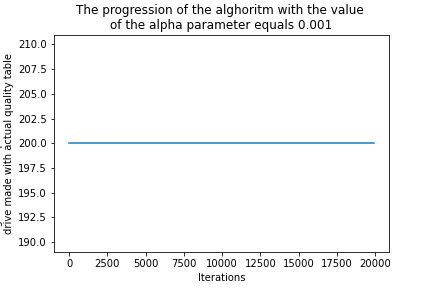 The progression of the alghoritm with the value
of the alpha parameter equals 0.001
drive made with actual quality table
210.0
207.5
205.0
202.5
200.0
197.5
195.0
192.5
190.0
0 2500 5000 7500 10000 12500 15000 17500 20000
Iterations